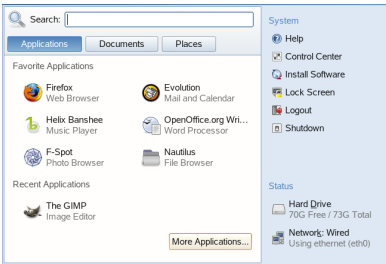 Search:
Applications Documents Places
Favorite Applications
Firefox
Web Browser
Evolution
Mail and Calendar
Helix Banshee
Music Player
OpenOffice.org Wri...
Word Processor
F-Spot
Photo Browser
Nautilus
File Browser
Recent Applications
The GIMP
Image Editor
More Applications...
System
Help
Control Center
Install Software
Lock Screen
Logout
Shutdown
Status
Hard Drive
70G Free / 73G Total
Network: Wired
Using ethernet (eth0)